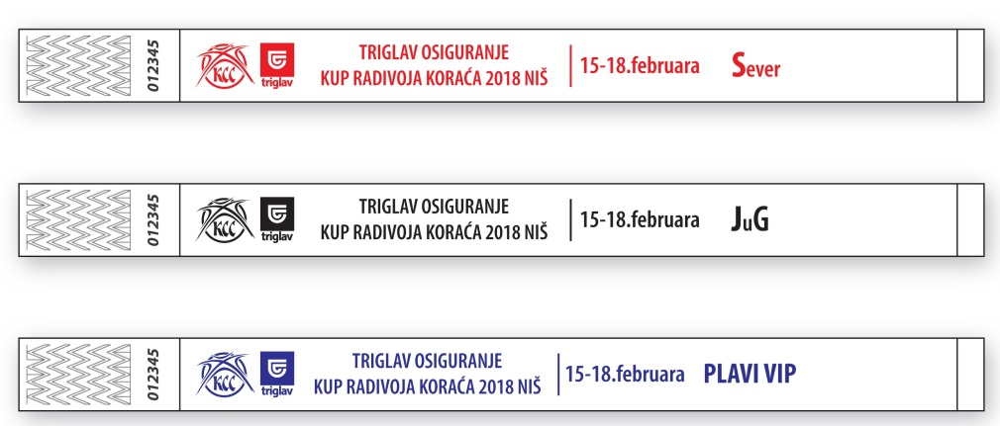 012345
KCC
triglav
TRIGLAV OSIGURANJE
KUP RADIVOJA KORAĆA 2018 NIŠ
15-18.februara
Sever
012345
KCC
triglav
TRIGLAV OSIGURANJE
KUP RADIVOJA KORAĆA 2018 NIŠ
15-18.februara
JuG
012345
KCC
triglav
TRIGLAV OSIGURANJE
KUP RADIVOJA KORAĆA 2018 NIŠ
15-18.februara
PLAVI VIP